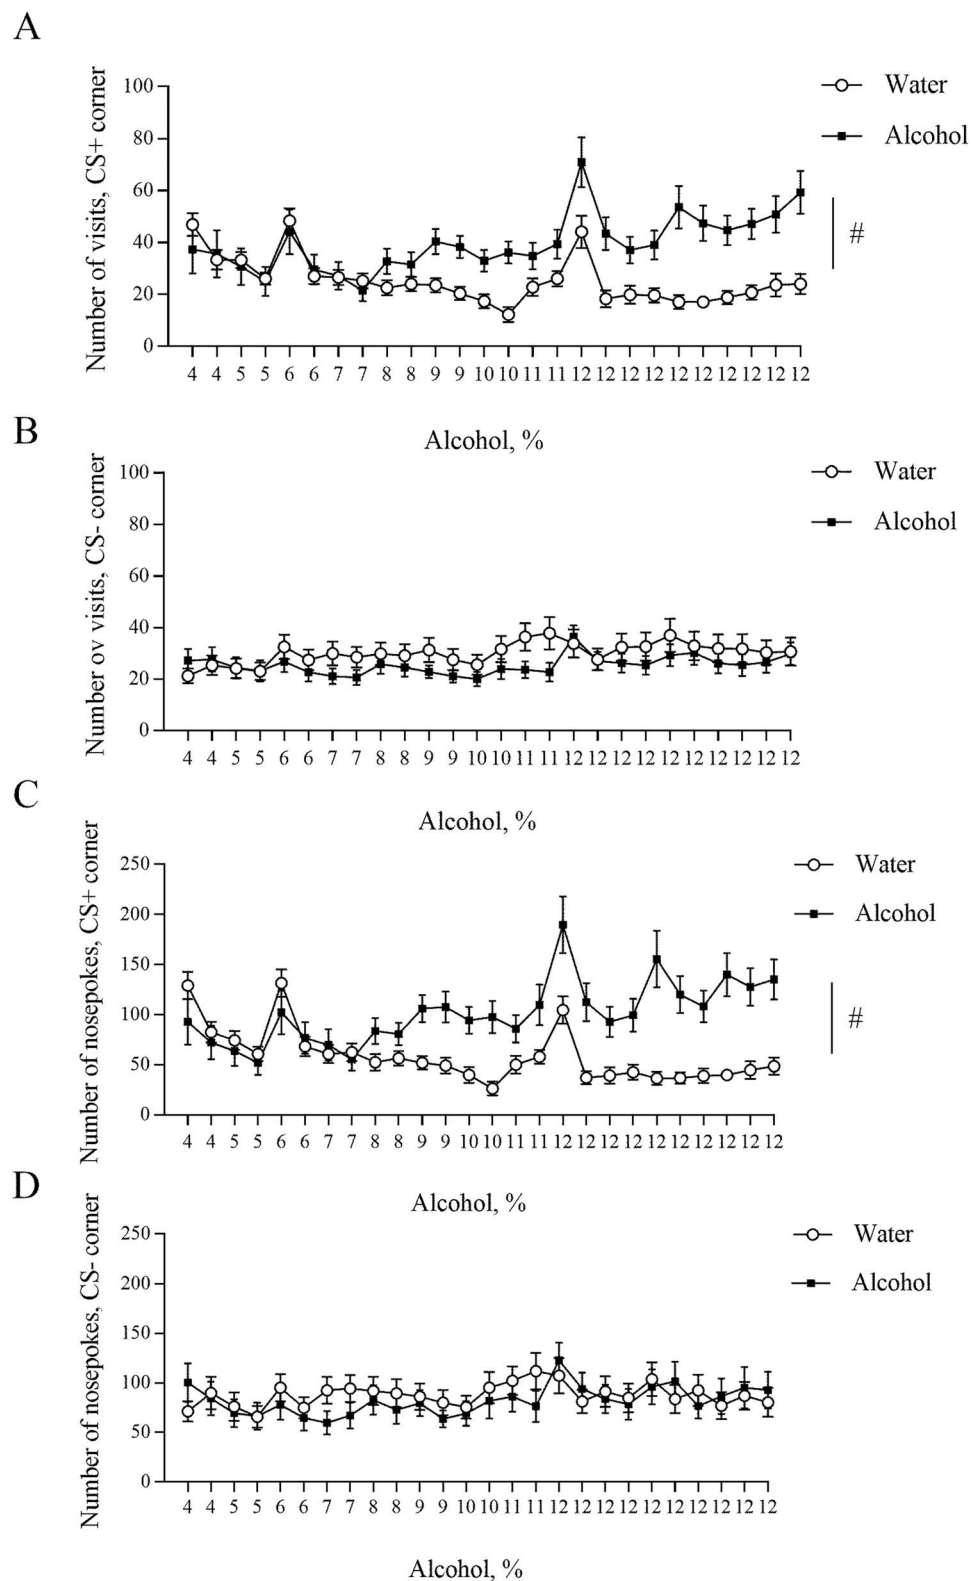 A
Number of visits, CS+ corner
100
80
60
40
20
0
4 4 5 5 6 6 7 7 8 8 9 9 10 10 11 11 12 12 12 12 12 12 12 12 12 12
Alcohol, %
Water
Alcohol
#
B
Number ov visits, CS- corner
100
80
60
40
20
0
4 4 5 5 6 6 7 7 8 8 9 9 10 10 11 11 12 12 12 12 12 12 12 12 12 12
Alcohol, %
Water
Alcohol
C
Number of nosepokes, CS+ corner
250
200
150
100
50
0
4 4 5 5 6 6 7 7 8 8 9 9 10 10 11 11 12 12 12 12 12 12 12 12 12 12
Alcohol, %
Water
Alcohol
#
D
Number of nosepokes, CS- corner
250
200
150
100
50
0
4 4 5 5 6 6 7 7 8 8 9 9 10 10 11 11 12 12 12 12 12 12 12 12 12 12
Alcohol, %
Water
Alcohol